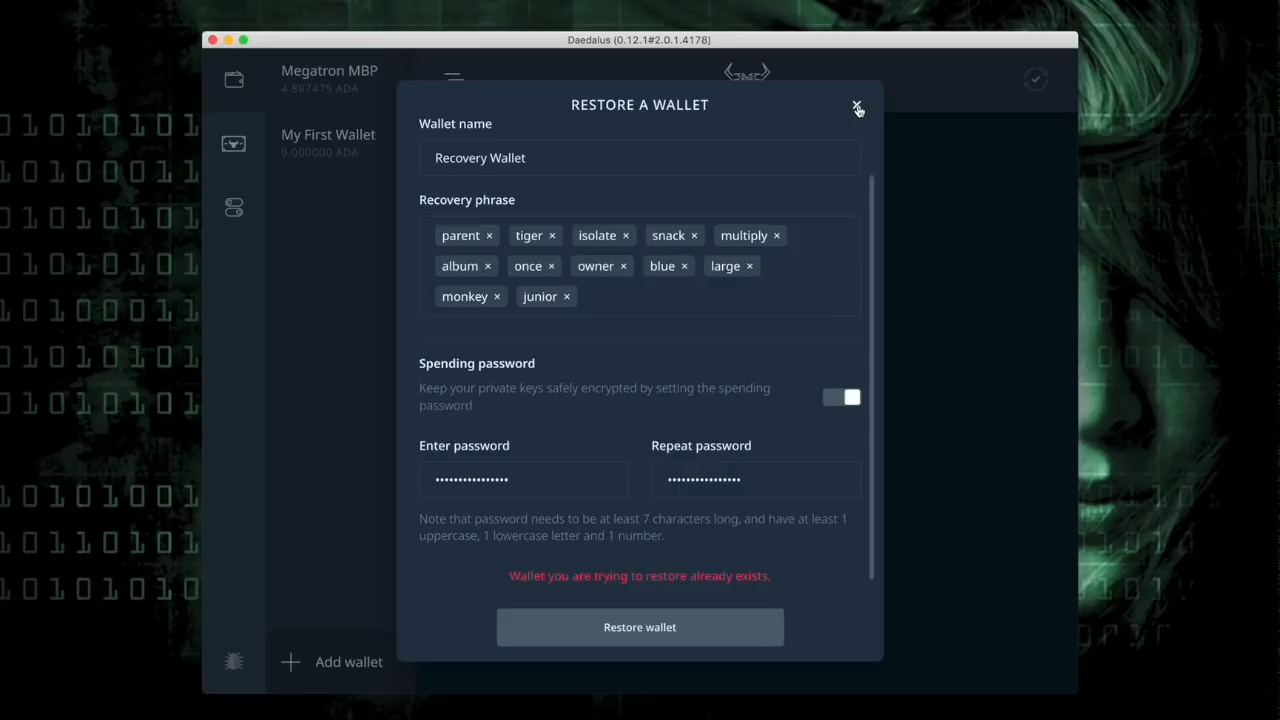 Daedalus (0.12.1#2.0.1.4178)
Megatron MBP
4.887475 ADA
My First Wallet
0.000000 ADA
RESTORE A WALLET
Wallet name
Recovery Wallet
Recovery phrase
parent × tiger × isolate × snack × multiply ×
album × once × owner × blue × large ×
monkey × junior ×
Spending password
Keep your private keys safely encrypted by setting the spending
password
Enter password Repeat password
•••••••••••••••• ••••••••••••••••
Note that password needs to be at least 7 characters long, and have at least 1
uppercase, 1 lowercase letter and 1 number.
Wallet you are trying to restore already exists.
Restore wallet
Add wallet